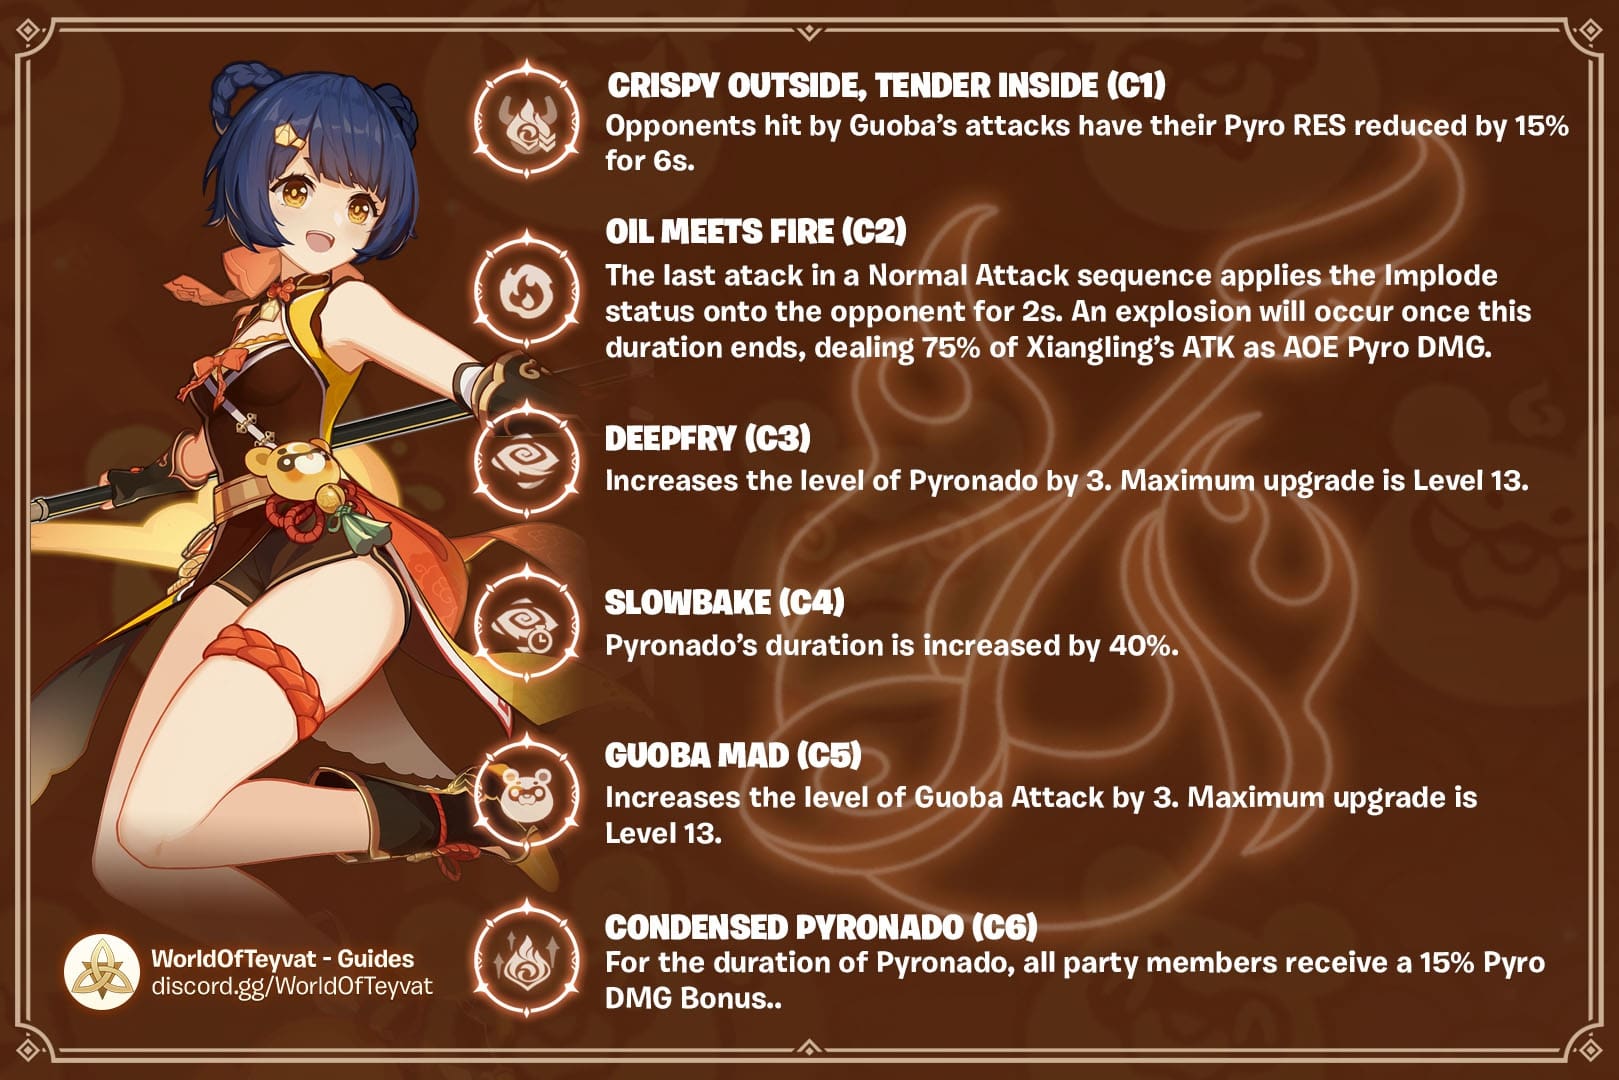 CRISPY OUTSIDE, TENDER INSIDE (C1)
Opponents hit by Guoba's attacks have their Pyro RES reduced by 15%
for 6s.
OIL MEETS FIRE (C2)
The last atack in a Normal Attack sequence applies the Implode
status onto the opponent for 2s. An explosion will occur once this
duration ends, dealing 75% of Xiangling's ATK as AOE Pyro DMG.
DEEPFRY (C3)
Increases the level of Pyronado by 3. Maximum upgrade is Level 13.
SLOWBAKE (C4)
Pyronado's duration is increased by 40%.
GUOBA MAD (C5)
Increases the level of Guoba Attack by 3. Maximum upgrade is
Level 13.
CONDENSED PYRONADO (C6)
For the duration of Pyronado, all party members receive a 15% Pyro
DMG Bonus..
WorldOfTeyvat - Guides
discord.gg/WorldOfTeyvat